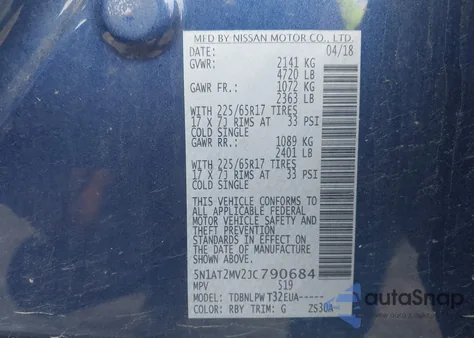 MFD BY NISSAN MOTOR CO., LTD.
DATE: 04/18
GVWR: 2141 KG
4720 LB
GAWR FR.: 1072 KG
2363 LB
WITH 225/65R17 TIRES
17 X 7J RIMS AT 33 PSI
COLD SINGLE
GAWR RR.: 1089 KG
2401 LB
WITH 225/65R17 TIRES
17 X 7J RIMS AT 33 PSI
COLD SINGLE
THIS VEHICLE CONFORMS TO
ALL APPLICABLE FEDERAL
MOTOR VEHICLE SAFETY AND
THEFT PREVENTION
STANDARDS IN EFFECT ON
THE DATE OF MANUFACTURE
SHOWN ABOVE.
5N1AT2MV2JC790684
MPV 519
MODEL: TDBNLPW T32EUA-----
COLOR: RBY TRIM: G ZS30A
AutoSnap